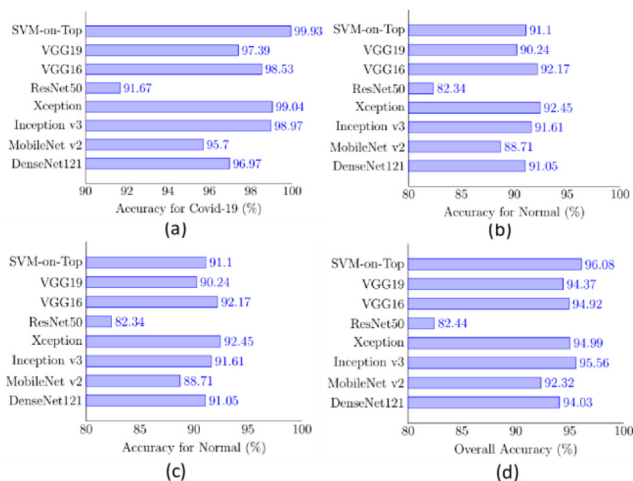 SVM-on-Top 99.93
VGG19 97.39
VGG16 98.53
ResNet50 91.67
Xception 99.04
Inception v3 98.97
MobileNet v2 95.7
DenseNet121 96.97
90 92 94 96 98 100
Accuracy for Covid-19 (%)
(a)
SVM-on-Top 91.1
VGG19 90.24
VGG16 92.17
ResNet50 82.34
Xception 92.45
Inception v3 91.61
MobileNet v2 88.71
DenseNet121 91.05
80 85 90 95 100
Accuracy for Normal (%)
(b)
SVM-on-Top 91.1
VGG19 90.24
VGG16 92.17
ResNet50 82.34
Xception 92.45
Inception v3 91.61
MobileNet v2 88.71
DenseNet121 91.05
80 85 90 95 100
Accuracy for Normal (%)
(c)
SVM-on-Top 96.08
VGG19 94.37
VGG16 94.92
ResNet50 82.44
Xception 94.99
Inception v3 95.56
MobileNet v2 92.32
DenseNet121 94.03
80 85 90 95 100
Overall Accuracy (%)
(d)